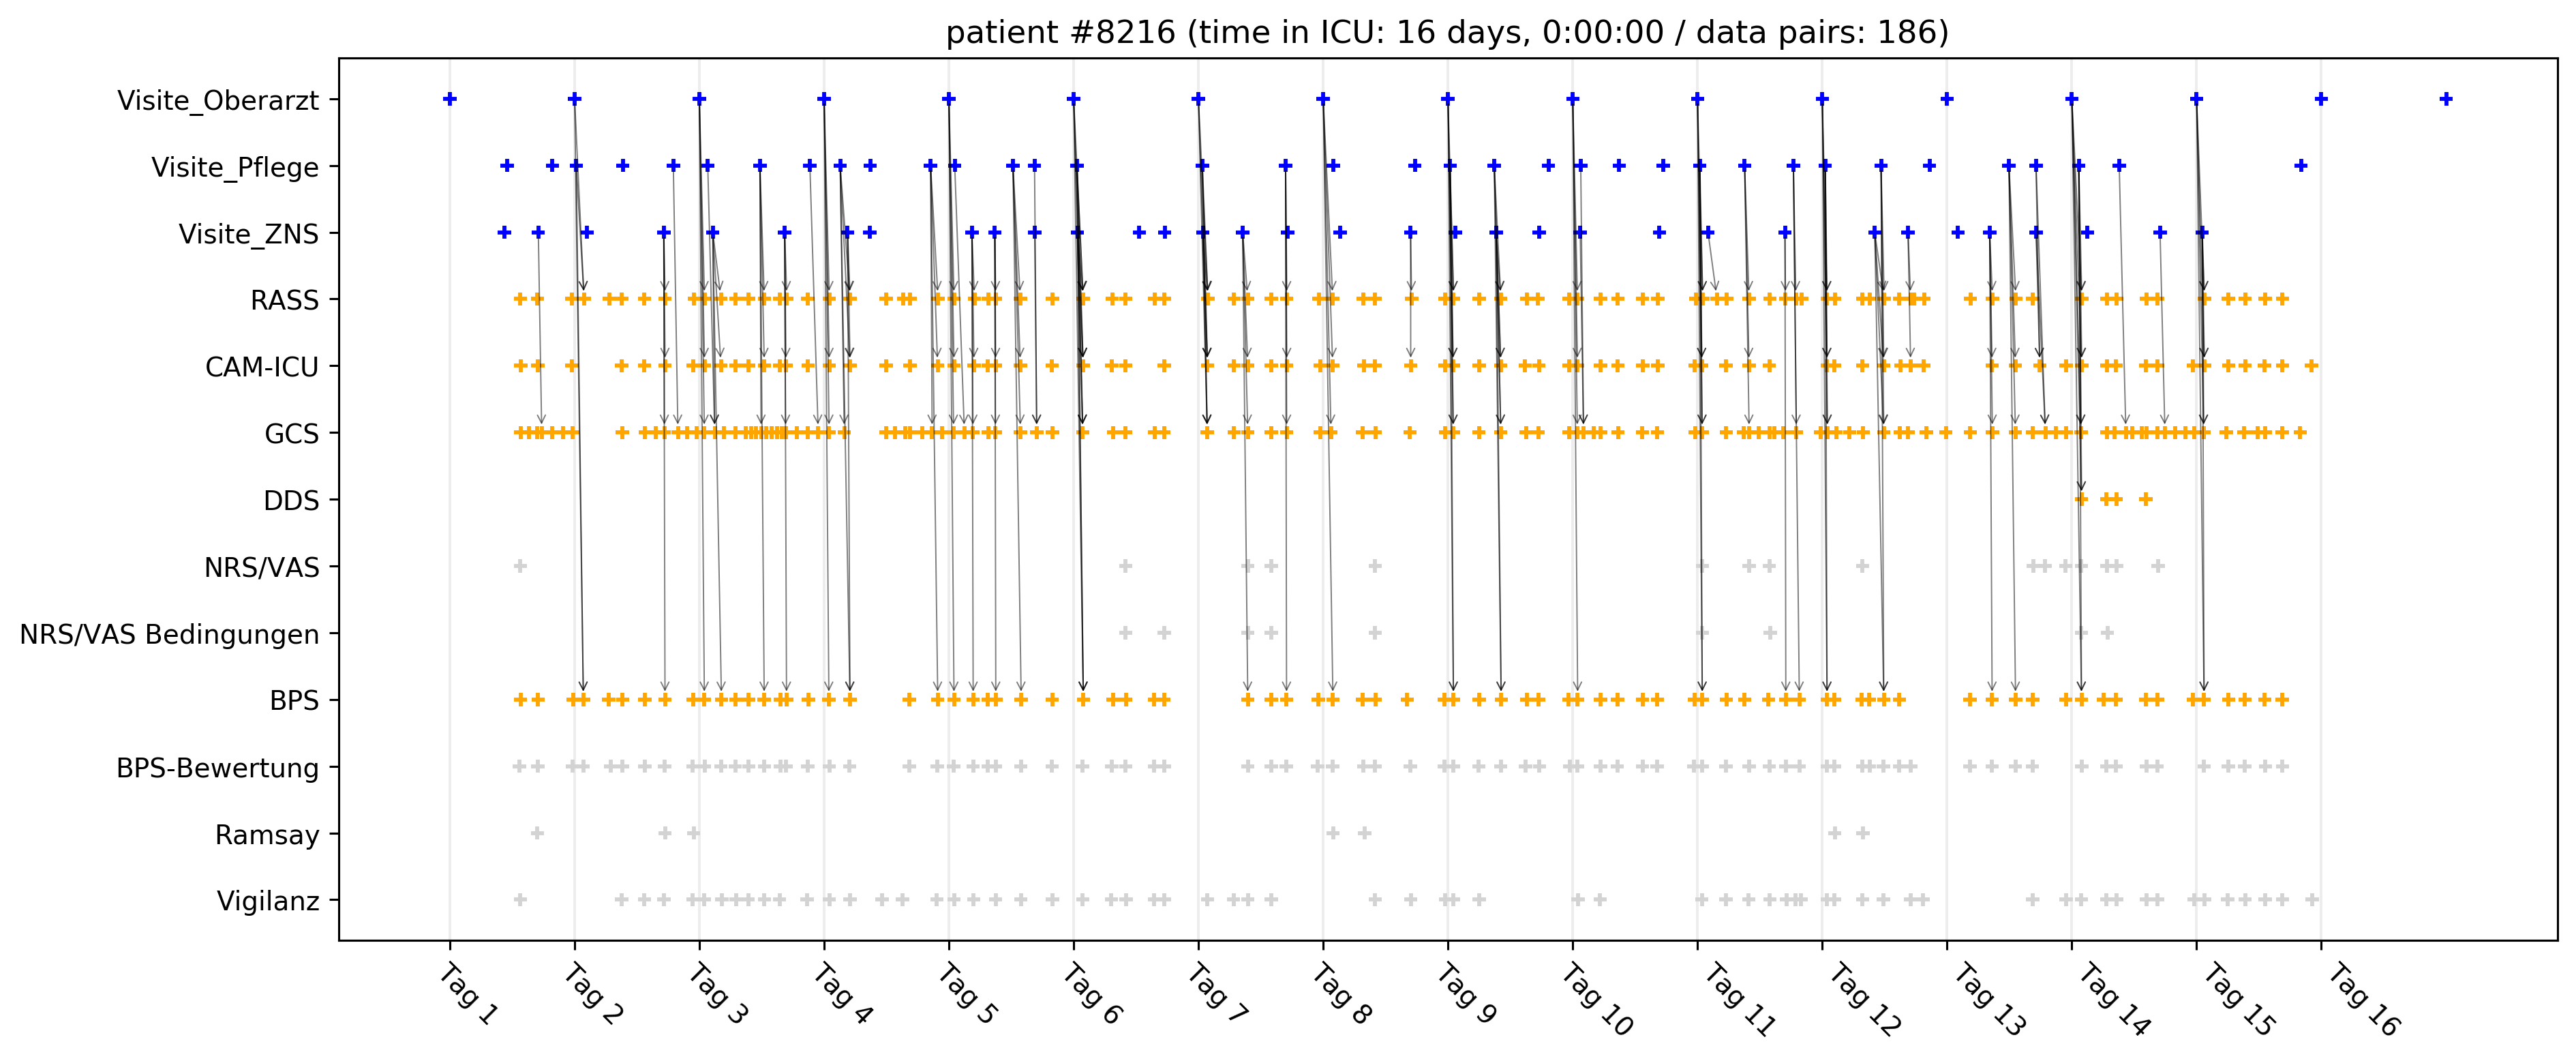 patient #8216 (time in ICU: 16 days, 0:00:00 / data pairs: 186)
Visite_Oberarzt
Visite_Pflege
Visite_ZNS
RASS
CAM-ICU
GCS
DDS
NRS/VAS
NRS/VAS Bedingungen
BPS
BPS-Bewertung
Ramsay
Vigilanz
Tag 1
Tag 2
Tag 3
Tag 4
Tag 5
Tag 6
Tag 7
Tag 8
Tag 9
Tag 10
Tag 11
Tag 12
Tag 13
Tag 14
Tag 15
Tag 16